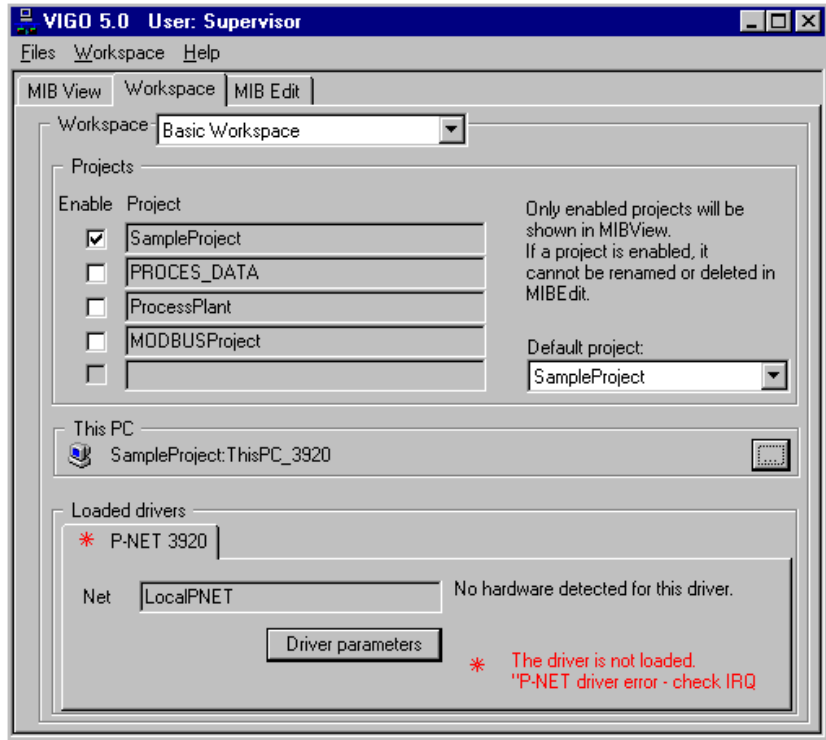 VIGO 5.0 User: Supervisor
Files Workspace Help
MIB View Workspace MIB Edit
Workspace Basic Workspace
Projects
Enable Project
SampleProject
PROCES_DATA
ProcessPlant
MODBUSProject
Only enabled projects will be
shown in MIBView.
If a project is enabled, it
cannot be renamed or deleted in
MIBEdit.
Default project:
SampleProject
This PC
SampleProject:ThisPC_3920
...
Loaded drivers
* P-NET 3920
Net LocalPNET
No hardware detected for this driver.
Driver parameters
* The driver is not loaded.
"P-NET driver error - check IRQ